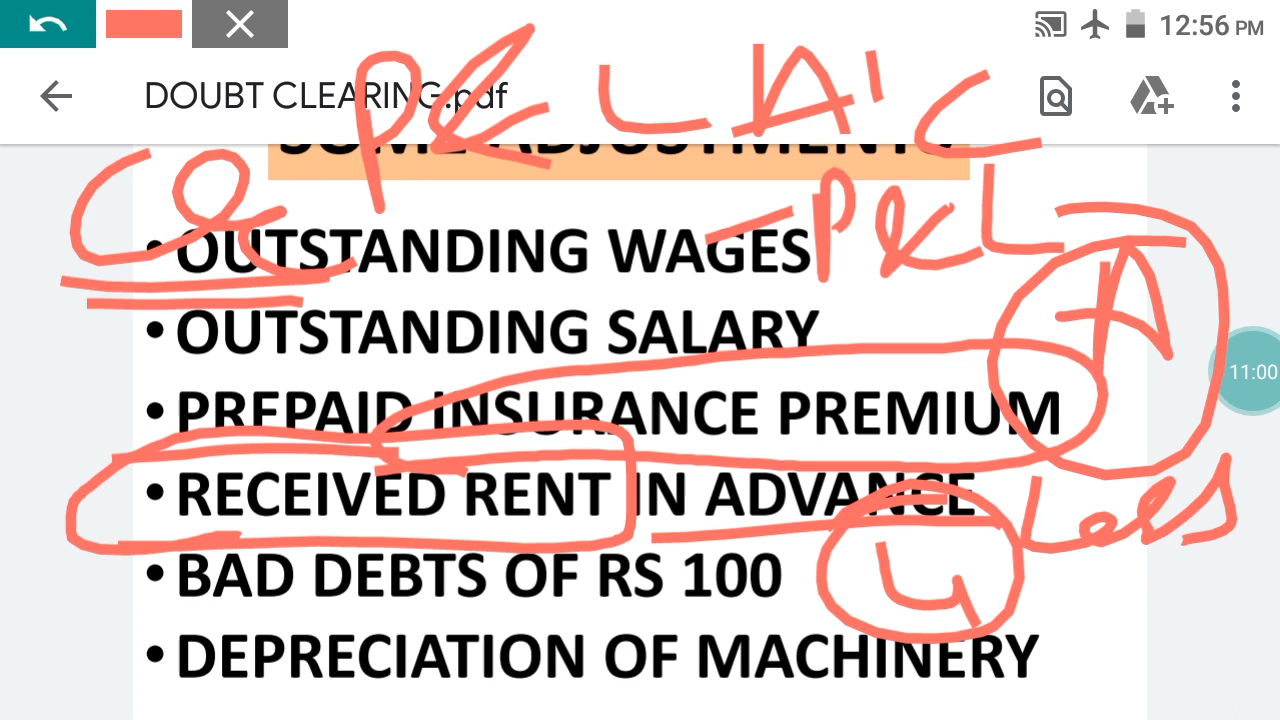 12:56 PM
DOUBT CLEARING.pdf
P & L A/C
SOME ADJUSTMENTS
• OUTSTANDING WAGES
- P & L
A
• OUTSTANDING SALARY
11:00
• PREPAID INSURANCE PREMIUM
• RECEIVED RENT IN ADVANCE
Less
• BAD DEBTS OF RS 100
• DEPRECIATION OF MACHINERY